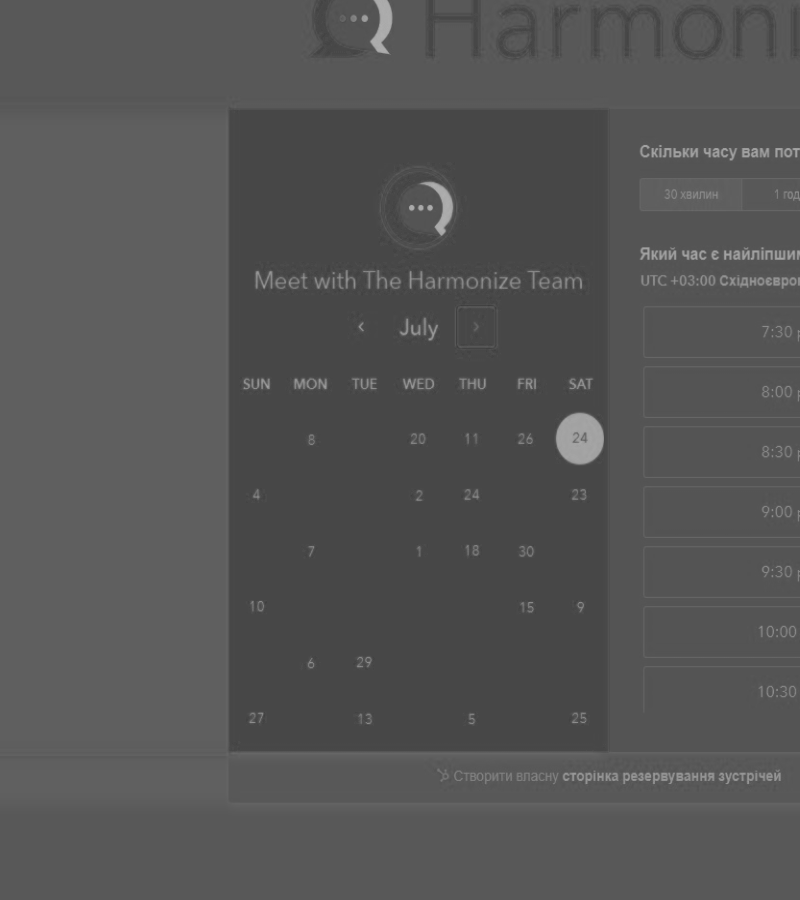 Harmoni
Meet with The Harmonize Team
July
SUN MON TUE WED THU FRI SAT
8 20 11 26 24
4 2 24 23
7 1 18 30
10 15 9
6 29
27 13 5 25
Скільки часу вам пот
30 хвилин 1 год
Який час є найліпшим
UTC +03:00 Східноєвро
7:30 p
8:00 p
8:30 p
9:00 p
9:30 p
10:00
10:30
Створити власну сторінка резервування зустрічей